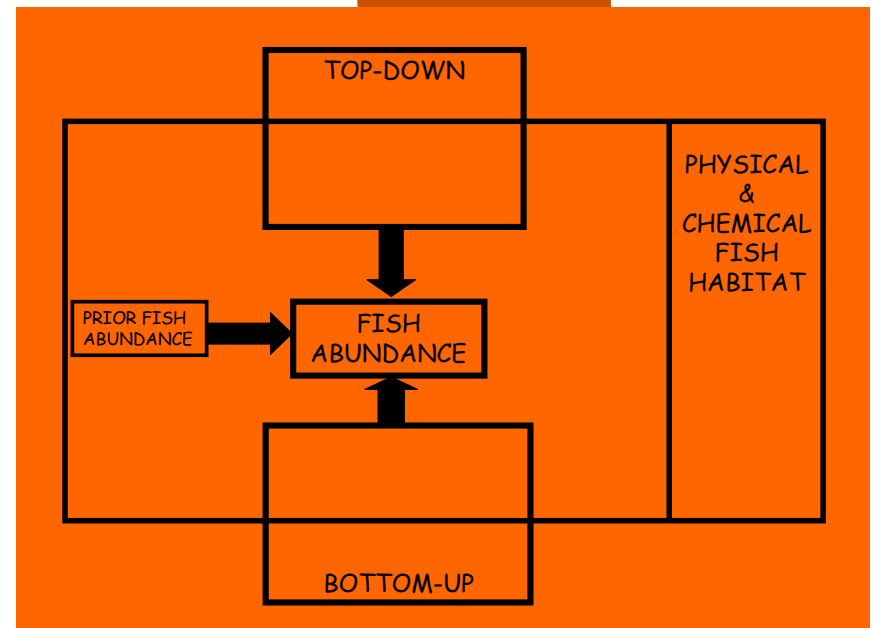 TOP-DOWN
PHYSICAL
&
CHEMICAL
FISH
HABITAT
PRIOR FISH
ABUNDANCE
FISH
ABUNDANCE
BOTTOM-UP